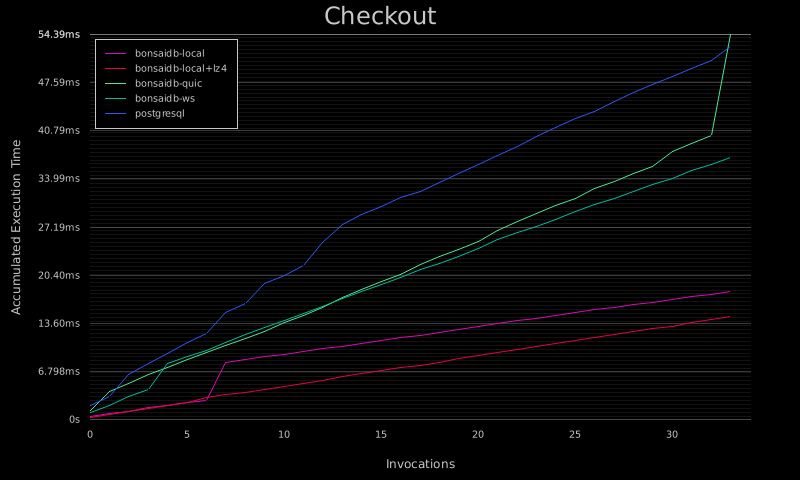 Checkout
54.39ms
47.59ms
40.79ms
33.99ms
27.19ms
20.40ms
13.60ms
6.798ms
0s
bonsaidb-local
bonsaidb-local+lz4
bonsaidb-quic
bonsaidb-ws
postgresql
Accumulated Execution Time
0 5 10 15 20 25 30
Invocations